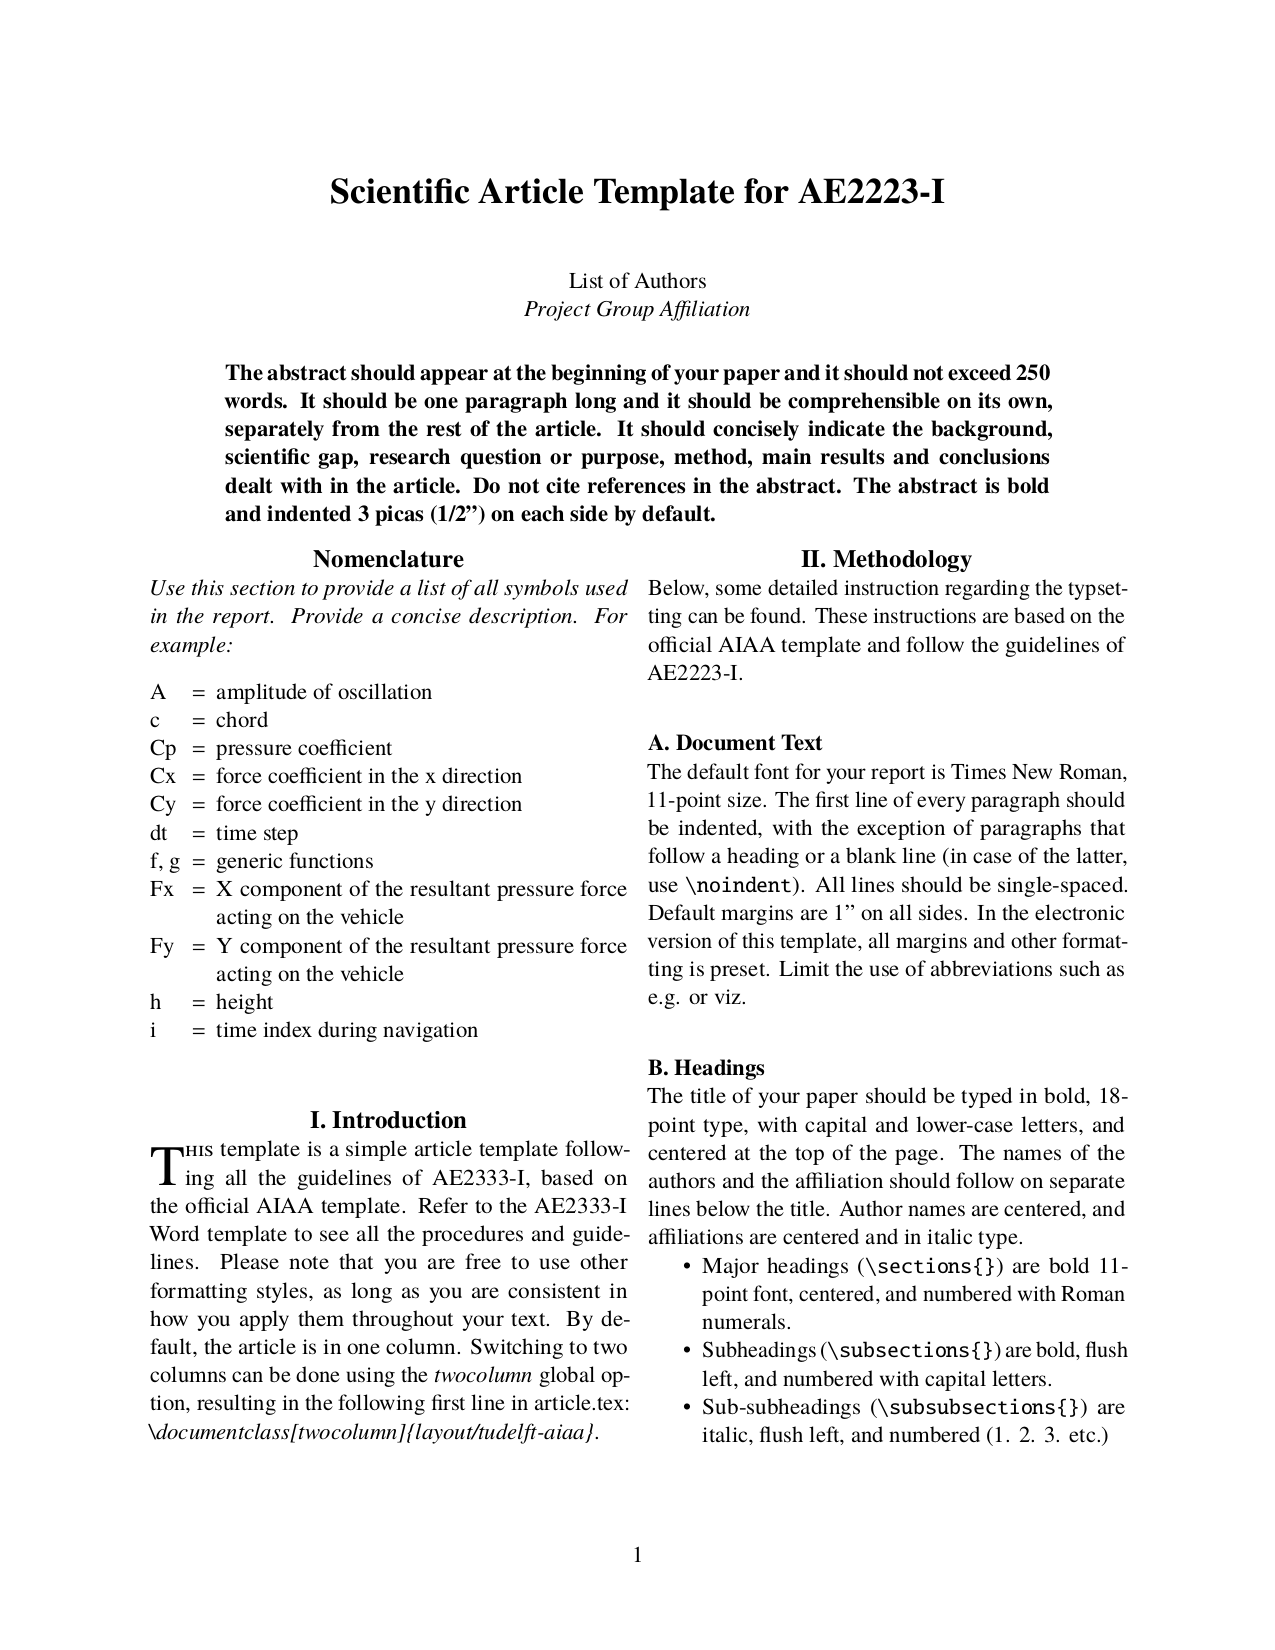 Scientific Article Template for AE2223-I
List of Authors
Project Group Affiliation
The abstract should appear at the beginning of your paper and it should not exceed 250
words. It should be one paragraph long and it should be comprehensible on its own,
separately from the rest of the article. It should concisely indicate the background,
scientific gap, research question or purpose, method, main results and conclusions
dealt with in the article. Do not cite references in the abstract. The abstract is bold
and indented 3 picas (1/2”) on each side by default.
Nomenclature
Use this section to provide a list of all symbols used
in the report. Provide a concise description. For
example:
A = amplitude of oscillation
c = chord
Cp = pressure coefficient
Cx = force coefficient in the x direction
Cy = force coefficient in the y direction
dt = time step
f, g = generic functions
Fx = X component of the resultant pressure force
acting on the vehicle
Fy = Y component of the resultant pressure force
acting on the vehicle
h = height
i = time index during navigation
I. Introduction
This template is a simple article template follow-
ing all the guidelines of AE2333-I, based on
the official AIAA template. Refer to the AE2333-I
Word template to see all the procedures and guide-
lines. Please note that you are free to use other
formatting styles, as long as you are consistent in
how you apply them throughout your text. By de-
fault, the article is in one column. Switching to two
columns can be done using the twocolumn global op-
tion, resulting in the following first line in article.tex:
\documentclass[twocolumn]{layout/tudelft-aiaa}.
II. Methodology
Below, some detailed instruction regarding the typset-
ting can be found. These instructions are based on the
official AIAA template and follow the guidelines of
AE2223-I.
A. Document Text
The default font for your report is Times New Roman,
11-point size. The first line of every paragraph should
be indented, with the exception of paragraphs that
follow a heading or a blank line (in case of the latter,
use \noindent). All lines should be single-spaced.
Default margins are 1” on all sides. In the electronic
version of this template, all margins and other format-
ting is preset. Limit the use of abbreviations such as
e.g. or viz.
B. Headings
The title of your paper should be typed in bold, 18-
point type, with capital and lower-case letters, and
centered at the top of the page. The names of the
authors and the affiliation should follow on separate
lines below the title. Author names are centered, and
affiliations are centered and in italic type.
• Major headings (\sections{}) are bold 11-
point font, centered, and numbered with Roman
numerals.
• Subheadings (\subsections{}) are bold, flush
left, and numbered with capital letters.
• Sub-subheadings (\subsubsections{}) are
italic, flush left, and numbered (1. 2. 3. etc.)
1